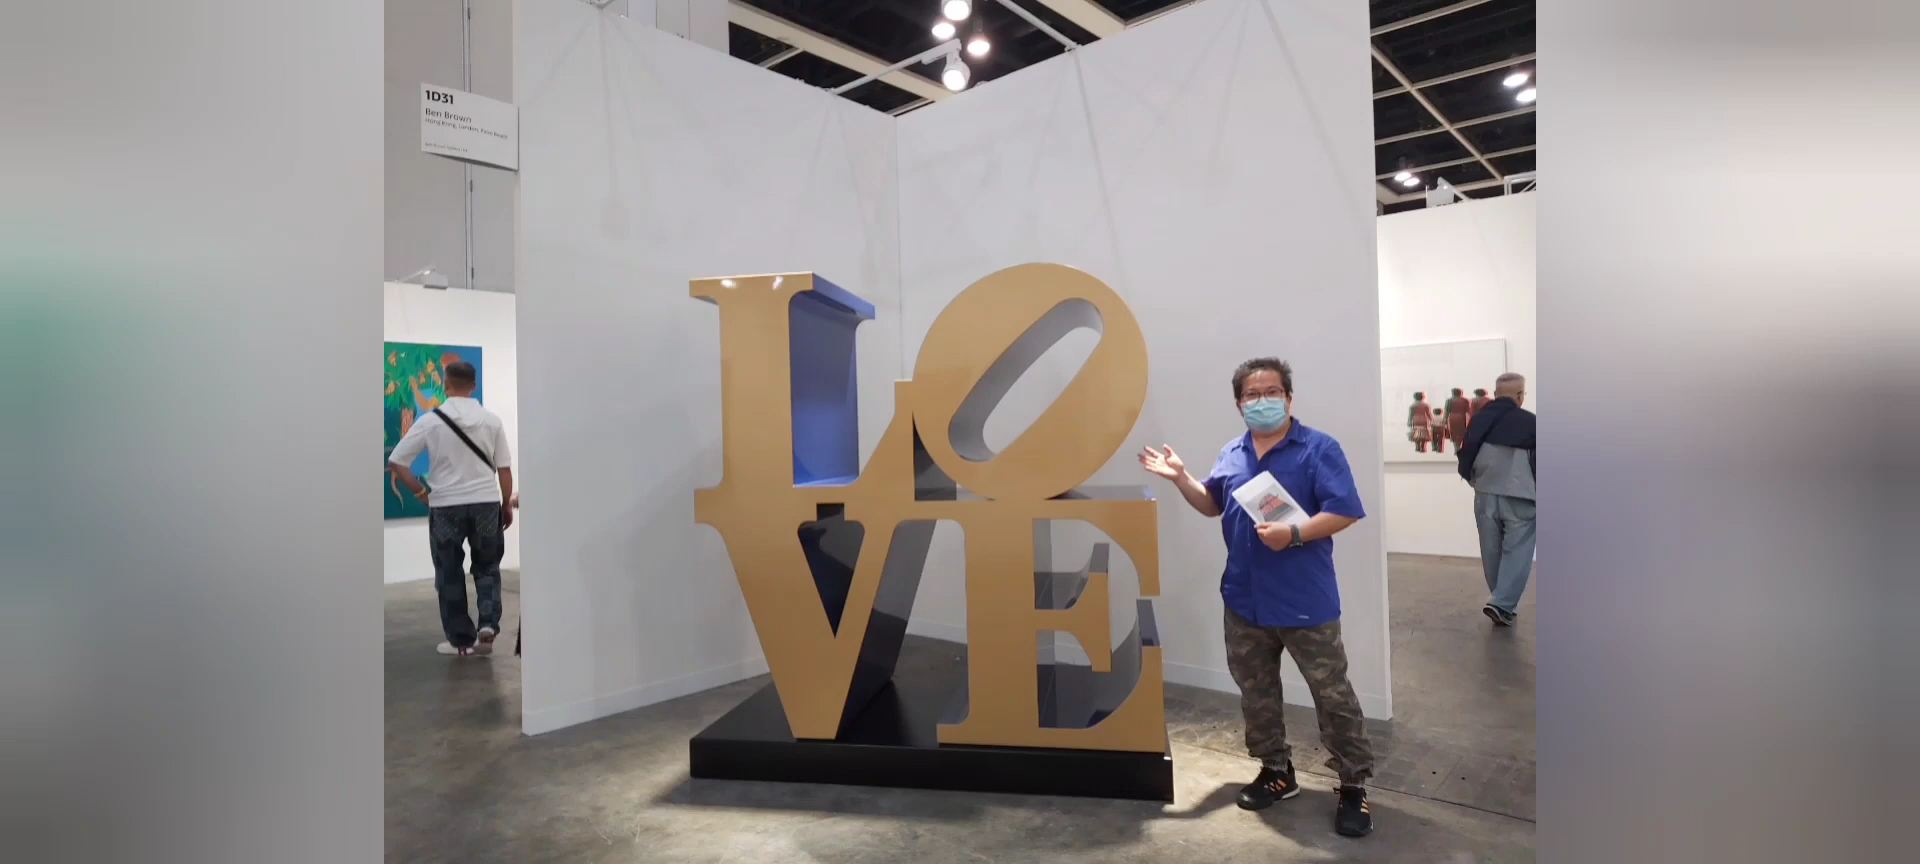 1D31
Ben Brown
Hong Kong, London, Palm Beach
LO
VE